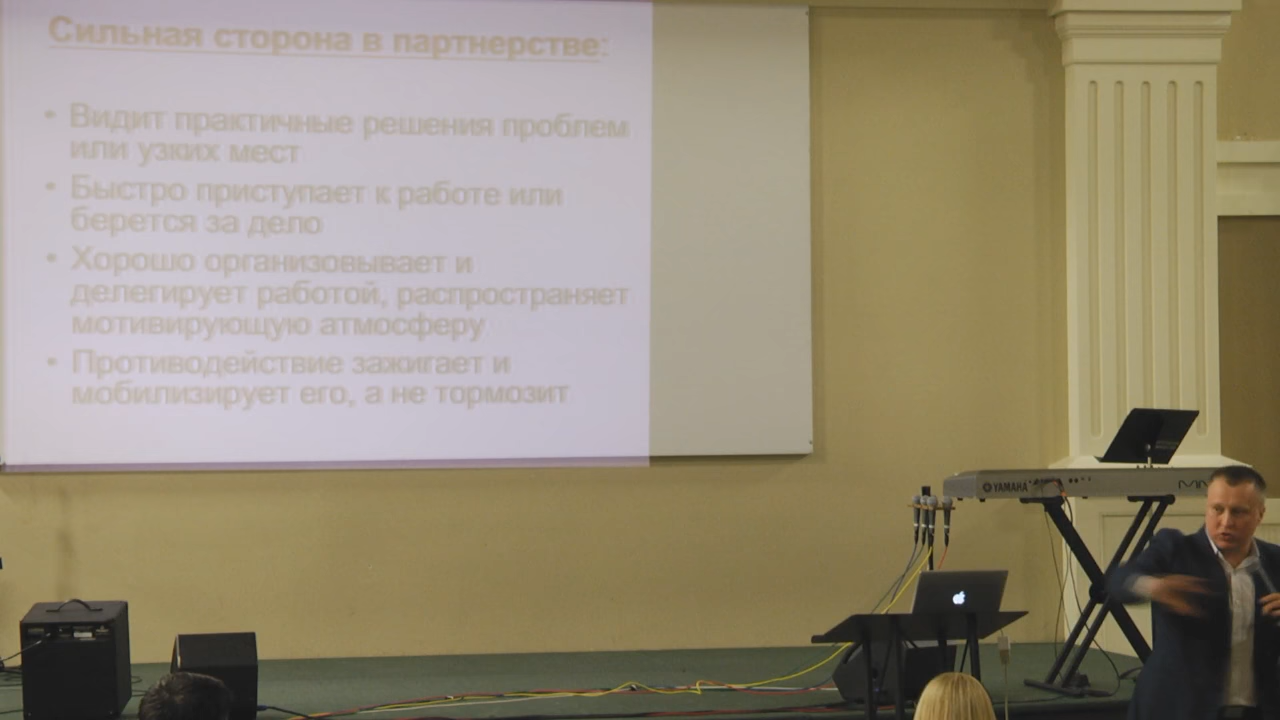 Сильная сторона в партнерстве:
• Видит практичные решения проблем
или узких мест
• Быстро приступает к работе или
берется за дело
• Хорошо организовывает и
делегирует работой, распространяет
мотивирующую атмосферу
• Противодействие зажигает и
мобилизирует его, а не тормозит
YAMAHA